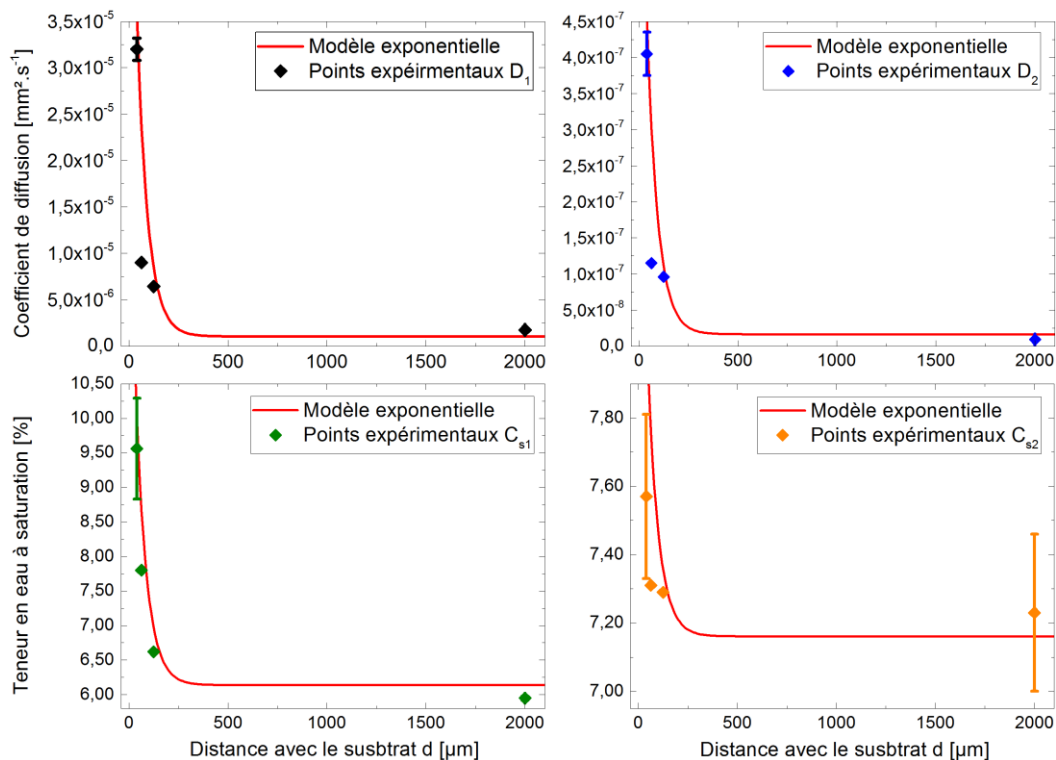 Coefficient de diffusion [mm².s⁻¹]
3,5x10⁻⁵
3,0x10⁻⁵
2,5x10⁻⁵
2,0x10⁻⁵
1,5x10⁻⁵
1,0x10⁻⁵
5,0x10⁻⁶
0,0
Modèle exponentielle
Points expéirmentaux D₁
0 500 1000 1500 2000
4,5x10⁻⁷
4,0x10⁻⁷
3,5x10⁻⁷
3,0x10⁻⁷
2,5x10⁻⁷
2,0x10⁻⁷
1,5x10⁻⁷
1,0x10⁻⁷
5,0x10⁻⁸
0,0
Modèle exponentielle
Points expérimentaux D₂
0 500 1000 1500 2000
Teneur en eau à saturation [%]
10,50
10,00
9,50
9,00
8,50
8,00
7,50
7,00
6,50
6,00
Modèle exponentielle
Points expérimentaux Cₛ₁
0 500 1000 1500 2000
Distance avec le susbtrat d [µm]
7,80
7,60
7,40
7,20
7,00
Modèle exponentielle
Points expérimentaux Cₛ₂
0 500 1000 1500 2000
Distance avec le susbtrat d [µm]